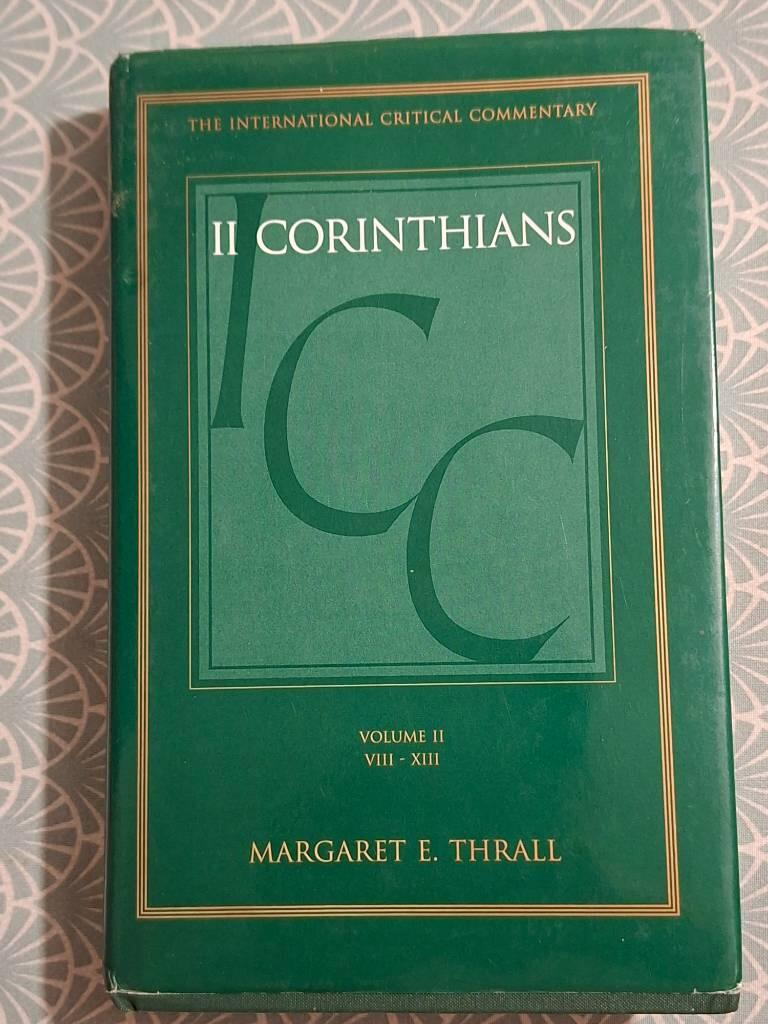 THE INTERNATIONAL CRITICAL COMMENTARY
II CORINTHIANS
ICC
VOLUME II
VIII - XIII
MARGARET E. THRALL